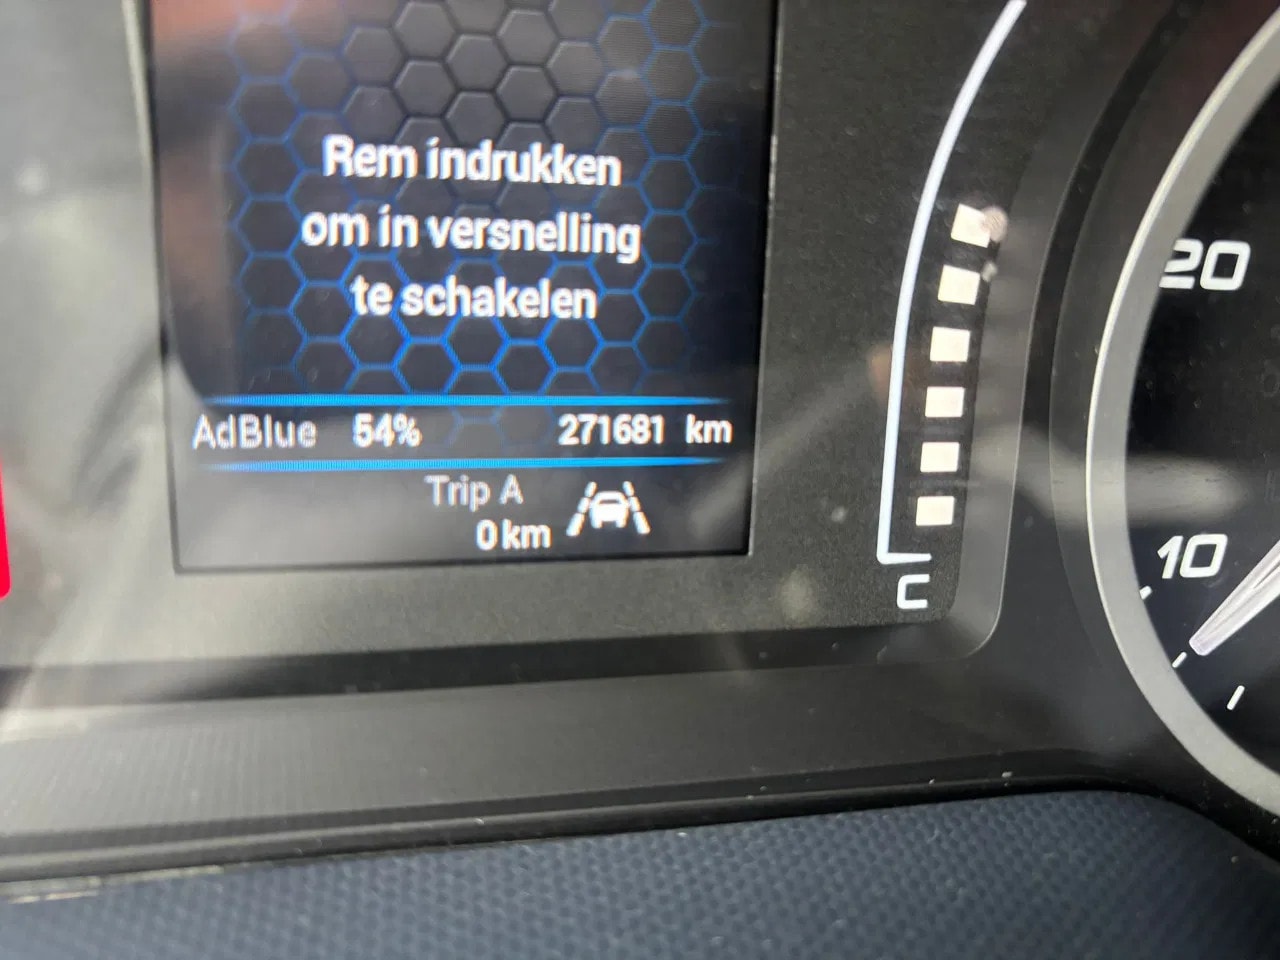 Rem indrukken
om in versnelling
te schakelen
AdBlue 54% 271681 km
Trip A
0 km
C
20
10